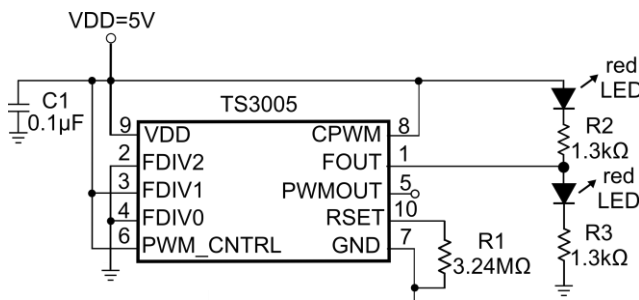 VDD=5V
red
LED
C1
0.1µF
TS3005
R2
1.3kΩ
9 VDD CPWM 8
2 FDIV2 FOUT 1
3 FDIV1 PWMOUT 5
4 FDIV0 RSET 10
6 PWM_CNTRL GND 7
red
LED
R1
3.24MΩ
R3
1.3kΩ